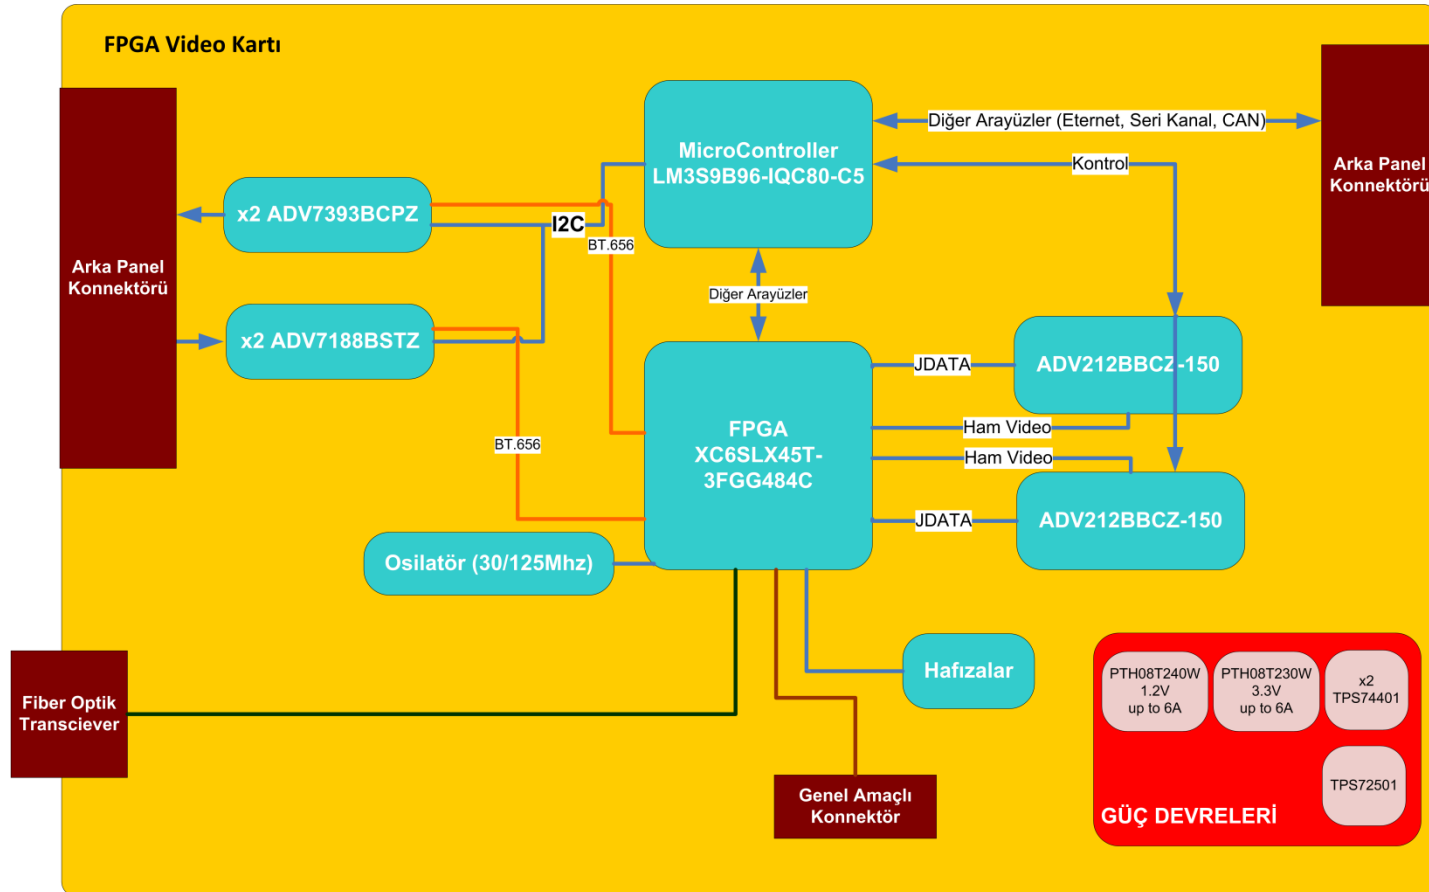 FPGA Video Kartı
Arka Panel
Konnektörü
x2 ADV7393BCPZ
x2 ADV7188BSTZ
I2C
BT.656
BT.656
MicroController
LM3S9B96-IQC80-C5
Diğer Arayüzler (Eternet, Seri Kanal, CAN)
Kontrol
Arka Panel
Konnektörü
Diğer Arayüzler
FPGA
XC6SLX45T-
3FGG484C
JDATA
ADV212BBCZ-150
Ham Video
Ham Video
JDATA
ADV212BBCZ-150
Osilatör (30/125Mhz)
Hafızalar
Fiber Optik
Transciever
Genel Amaçlı
Konnektör
PTH08T240W
1.2V
up to 6A
PTH08T230W
3.3V
up to 6A
x2
TPS74401
TPS72501
GÜÇ DEVRELERİ